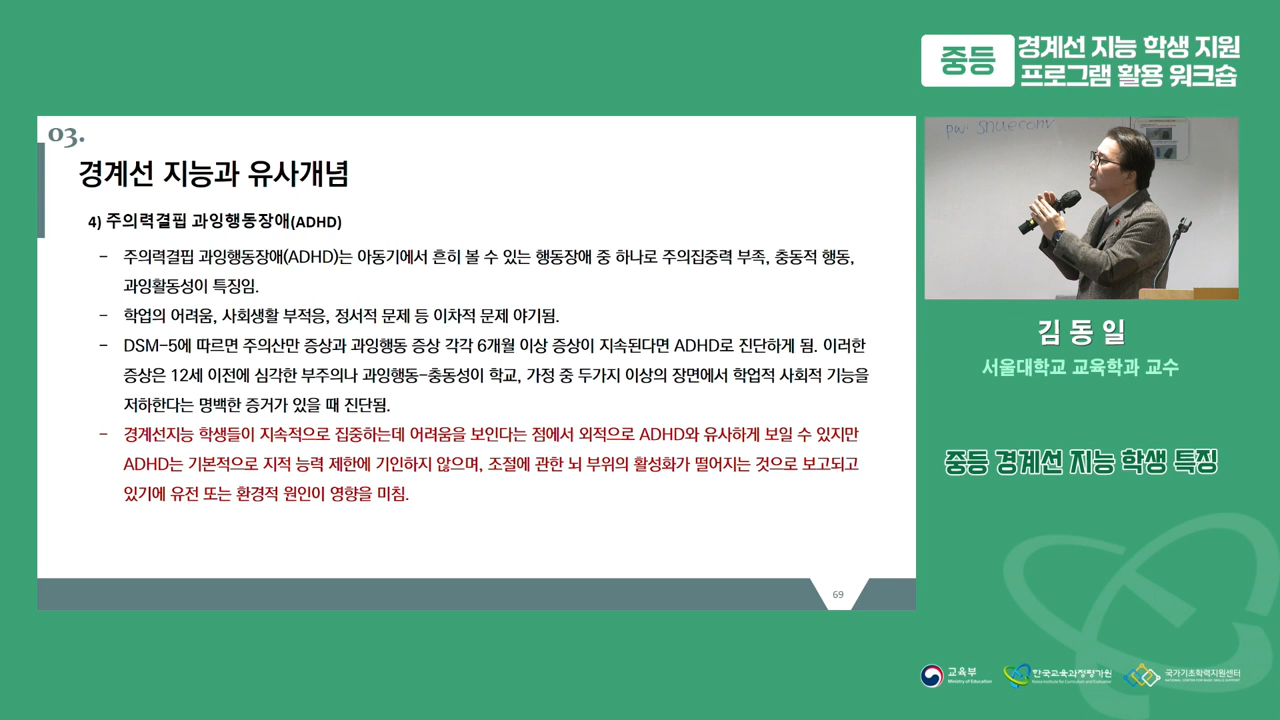 중등
경계선 지능 학생 지원
프로그램 활용 워크숍
03.
경계선 지능과 유사개념
4) 주의력결핍 과잉행동장애(ADHD)
- 주의력결핍 과잉행동장애(ADHD)는 아동기에서 흔히 볼 수 있는 행동장애 중 하나로 주의집중력 부족, 충동적 행동,
과잉활동성이 특징임.
- 학업의 어려움, 사회생활 부적응, 정서적 문제 등 이차적 문제 야기됨.
- DSM-5에 따르면 주의산만 증상과 과잉행동 증상 각각 6개월 이상 증상이 지속된다면 ADHD로 진단하게 됨. 이러한
증상은 12세 이전에 심각한 부주의나 과잉행동-충동성이 학교, 가정 중 두가지 이상의 장면에서 학업적 사회적 기능을
저하한다는 명백한 증거가 있을 때 진단됨.
- 경계선지능 학생들이 지속적으로 집중하는데 어려움을 보인다는 점에서 외적으로 ADHD와 유사하게 보일 수 있지만
ADHD는 기본적으로 지적 능력 제한에 기인하지 않으며, 조절에 관한 뇌 부위의 활성화가 떨어지는 것으로 보고되고
있기에 유전 또는 환경적 원인이 영향을 미침.
69
pw: snueconv
김동일
서울대학교 교육학과 교수
중등 경계선 지능 학생 특징
교육부
Ministry of Education
한국교육과정평가원
Korea Institute for Curriculum and Evaluation
국가기초학력지원센터
NATIONAL CENTER FOR BASIC SKILLS SUPPORT